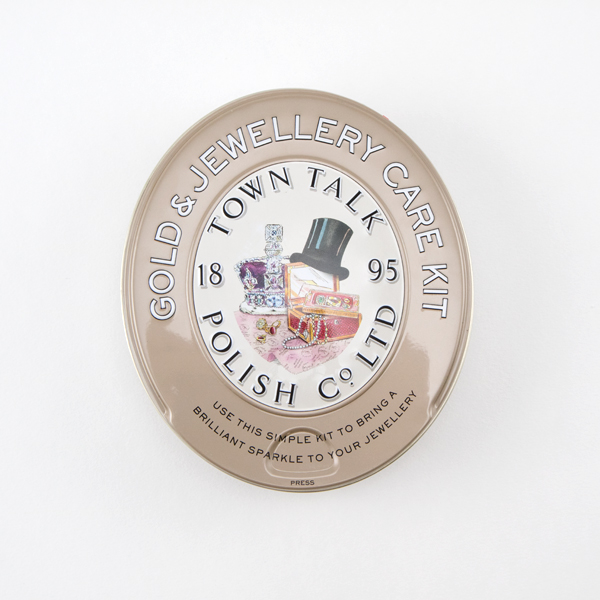 GOLD & JEWELLERY CARE KIT
TOWN TALK
18 95
POLISH Cº LTD
USE THIS SIMPLE KIT TO BRING A
BRILLIANT SPARKLE TO YOUR JEWELLERY
PRESS